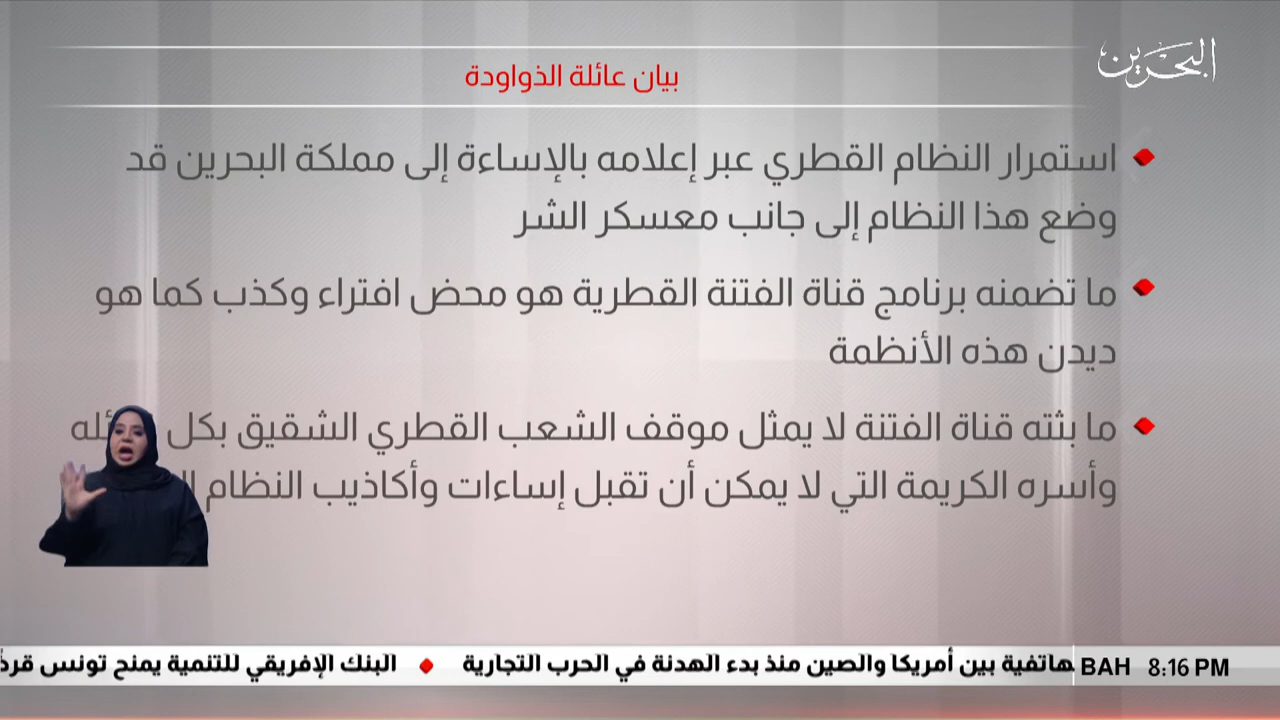 البحرين
بيان عائلة الذواودة
استمرار النظام القطري عبر إعلامه بالإساءة إلى مملكة البحرين قد
وضع هذا النظام إلى جانب معسكر الشر
ما تضمنه برنامج قناة الفتنة القطرية هو محض افتراء وكذب كما هو
ديدن هذه الأنظمة
ما بثته قناة الفتنة لا يمثل موقف الشعب القطري الشقيق بكل
وأسره الكريمة التي لا يمكن أن تقبل إساءات وأكاذيب النظام
هاتفية بين أمريكا والصين منذ بدء الهدنة في الحرب التجارية ♦ البنك الإفريقي للتنمية يمنح تونس
BAH 8:16 PM